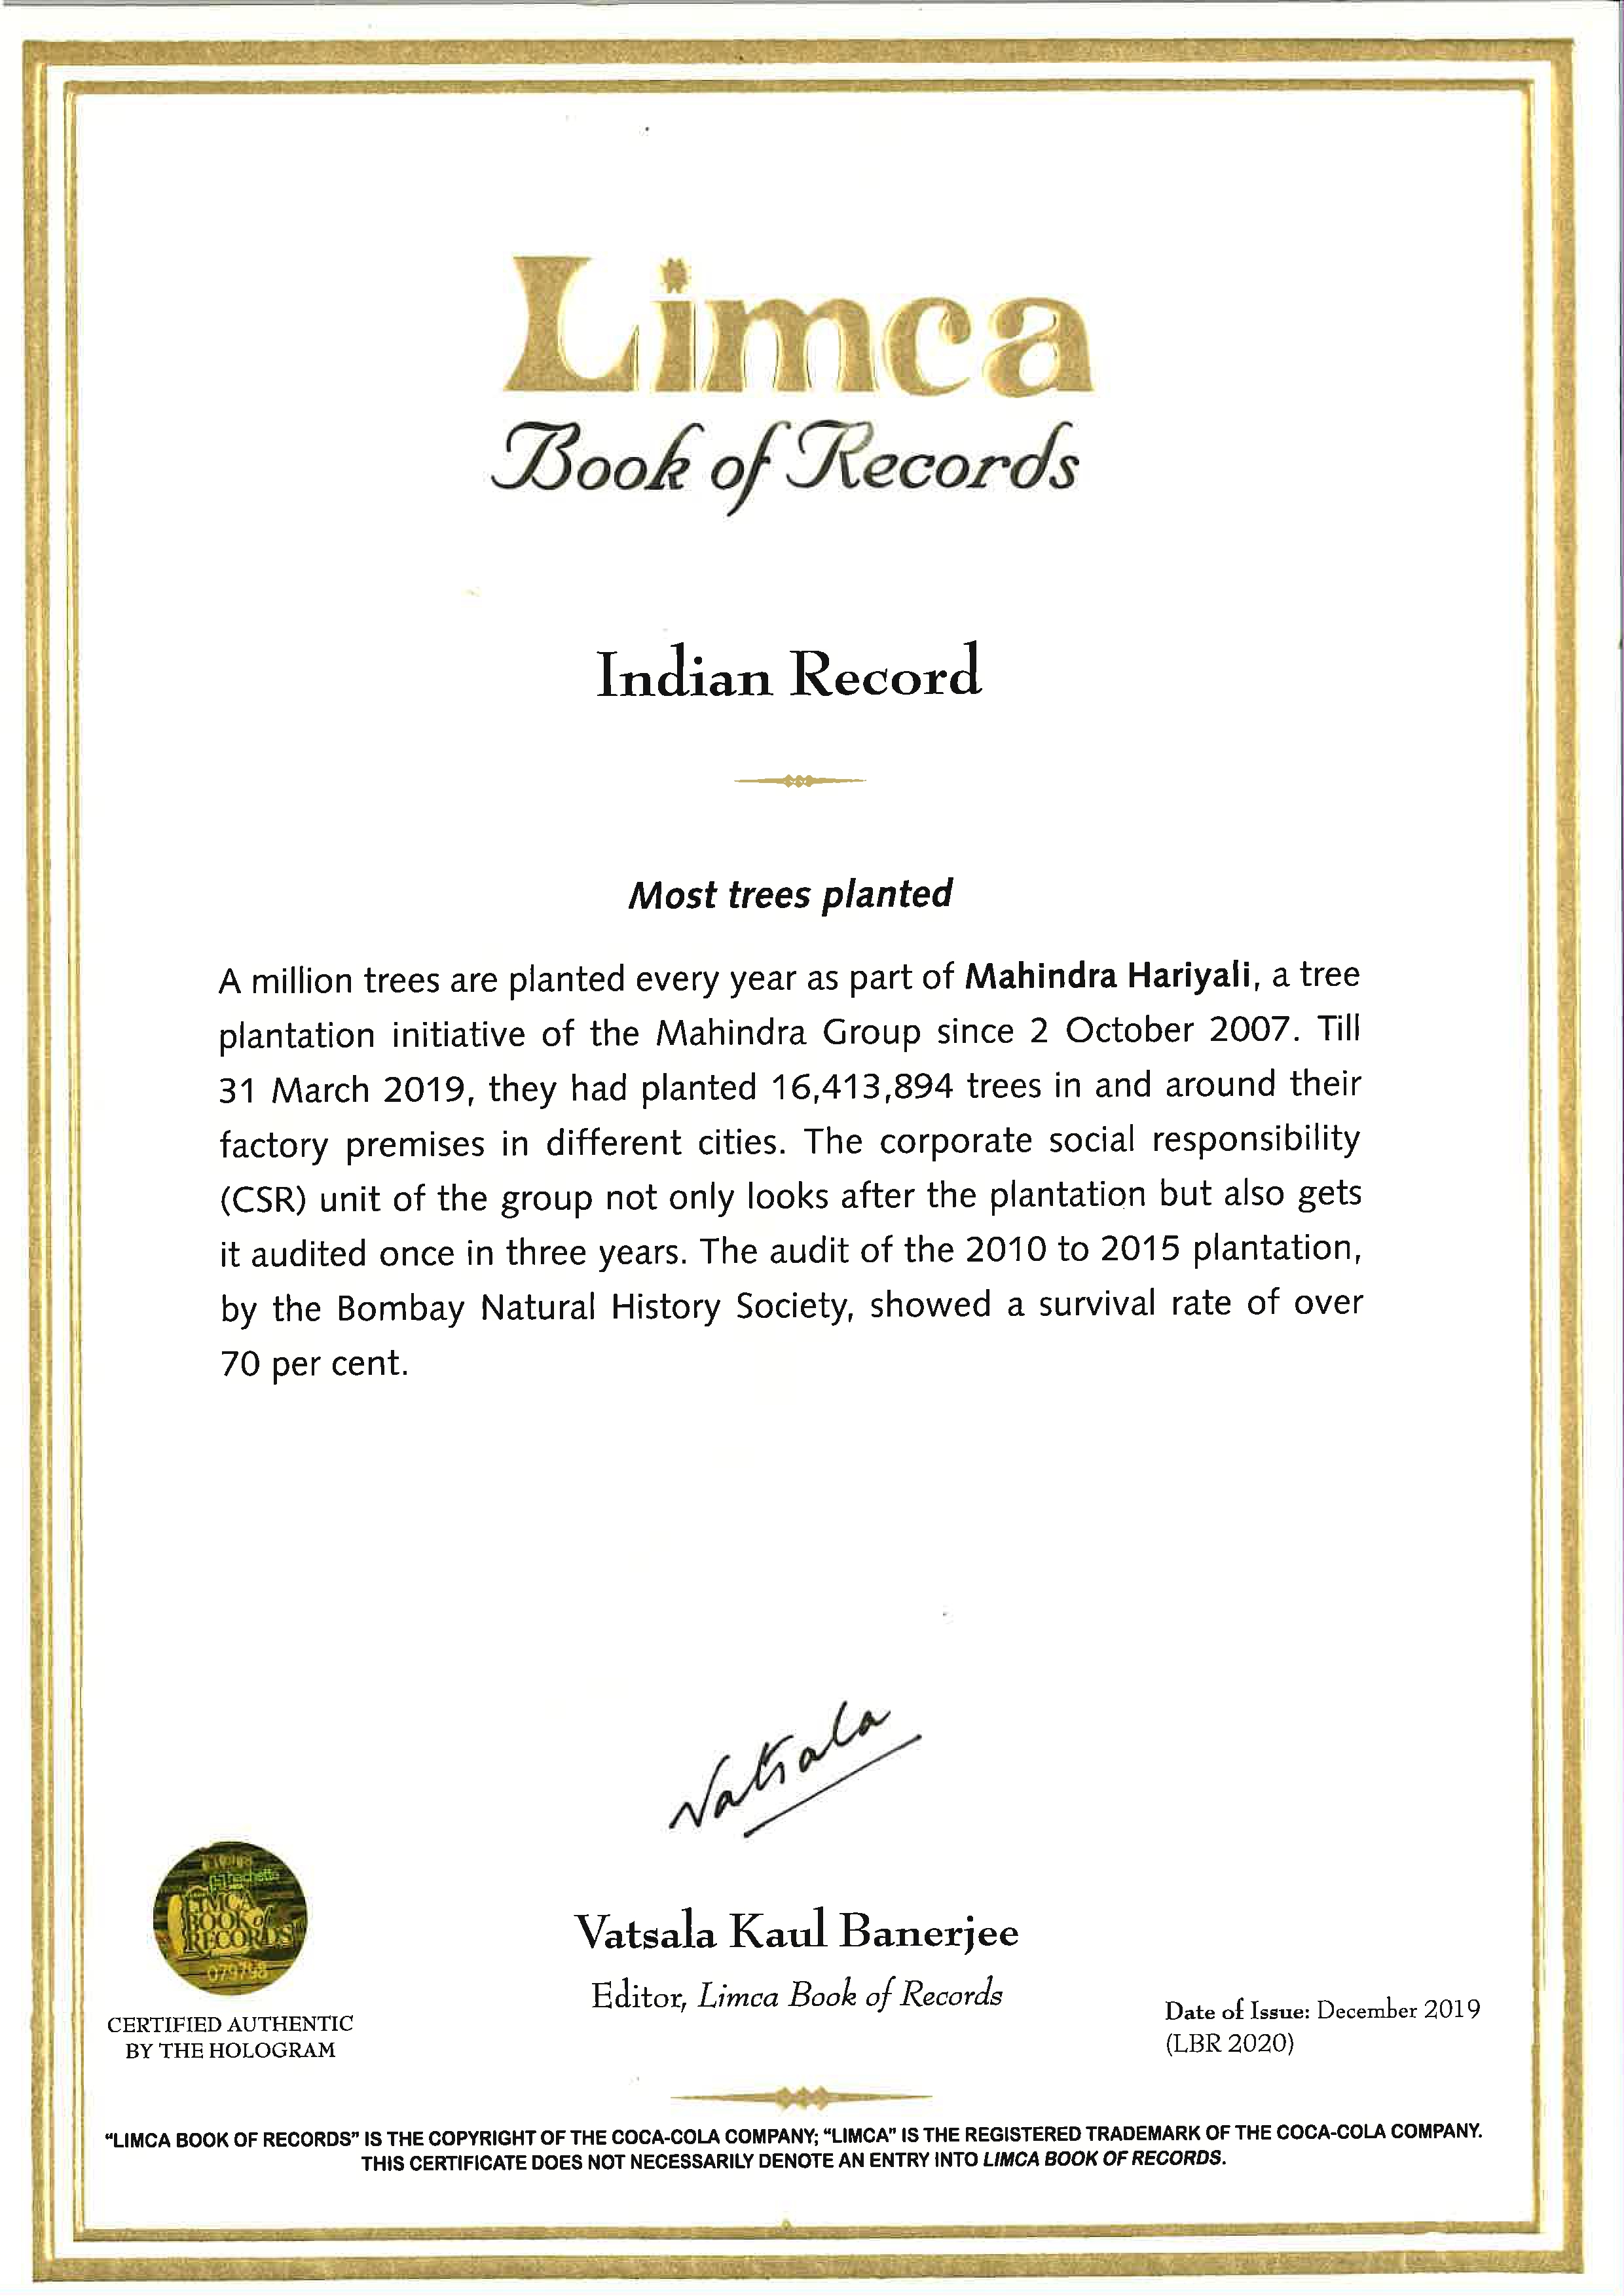 Limca
Book of Records
Indian Record
Most trees planted
A million trees are planted every year as part of Mahindra Hariyali, a tree
plantation initiative of the Mahindra Group since 2 October 2007. Till
31 March 2019, they had planted 16,413,894 trees in and around their
factory premises in different cities. The corporate social responsibility
(CSR) unit of the group not only looks after the plantation but also gets
it audited once in three years. The audit of the 2010 to 2015 plantation,
by the Bombay Natural History Society, showed a survival rate of over
70 per cent.
Vatsala
hachette
LIMCA
BOOK of
RECORDS
079798
CERTIFIED AUTHENTIC
BY THE HOLOGRAM
Vatsala Kaul Banerjee
Editor, Limca Book of Records
Date of Issue: December 2019
(LBR 2020)
"LIMCA BOOK OF RECORDS" IS THE COPYRIGHT OF THE COCA-COLA COMPANY; "LIMCA" IS THE REGISTERED TRADEMARK OF THE COCA-COLA COMPANY.
THIS CERTIFICATE DOES NOT NECESSARILY DENOTE AN ENTRY INTO LIMCA BOOK OF RECORDS.